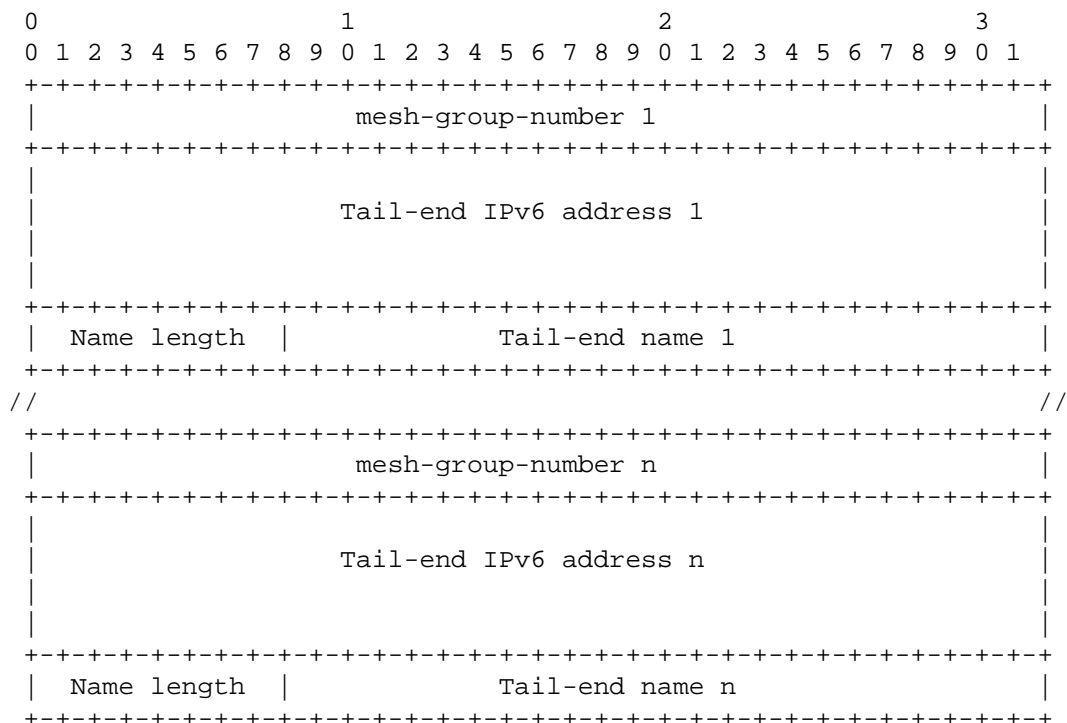 0                   1                   2                   3
0 1 2 3 4 5 6 7 8 9 0 1 2 3 4 5 6 7 8 9 0 1 2 3 4 5 6 7 8 9 0 1
+-+-+-+-+-+-+-+-+-+-+-+-+-+-+-+-+-+-+-+-+-+-+-+-+-+-+-+-+-+-+-+-+
|                    mesh-group-number 1                        |
+-+-+-+-+-+-+-+-+-+-+-+-+-+-+-+-+-+-+-+-+-+-+-+-+-+-+-+-+-+-+-+-+
|                                                               |
|                   Tail-end IPv6 address 1                     |
|                                                               |
|                                                               |
+-+-+-+-+-+-+-+-+-+-+-+-+-+-+-+-+-+-+-+-+-+-+-+-+-+-+-+-+-+-+-+-+
|  Name length  |             Tail-end name 1                   |
+-+-+-+-+-+-+-+-+-+-+-+-+-+-+-+-+-+-+-+-+-+-+-+-+-+-+-+-+-+-+-+-+
//                                                               //
+-+-+-+-+-+-+-+-+-+-+-+-+-+-+-+-+-+-+-+-+-+-+-+-+-+-+-+-+-+-+-+-+
|                    mesh-group-number n                        |
+-+-+-+-+-+-+-+-+-+-+-+-+-+-+-+-+-+-+-+-+-+-+-+-+-+-+-+-+-+-+-+-+
|                                                               |
|                   Tail-end IPv6 address n                     |
|                                                               |
|                                                               |
+-+-+-+-+-+-+-+-+-+-+-+-+-+-+-+-+-+-+-+-+-+-+-+-+-+-+-+-+-+-+-+-+
|  Name length  |             Tail-end name n                   |
+-+-+-+-+-+-+-+-+-+-+-+-+-+-+-+-+-+-+-+-+-+-+-+-+-+-+-+-+-+-+-+-+